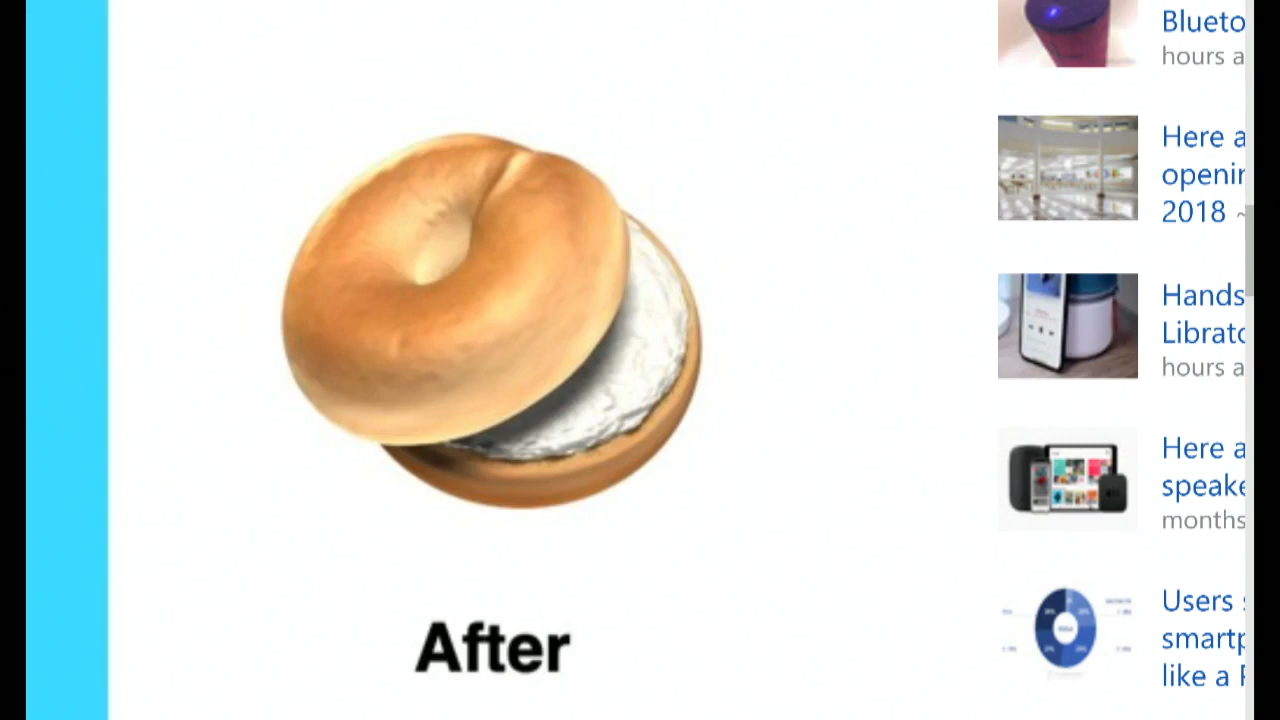 Blueto
hours a
Here a
openin
2018 ~
Hands
Librato
hours a
Here a
speake
months
Users s
smartp
like a
After